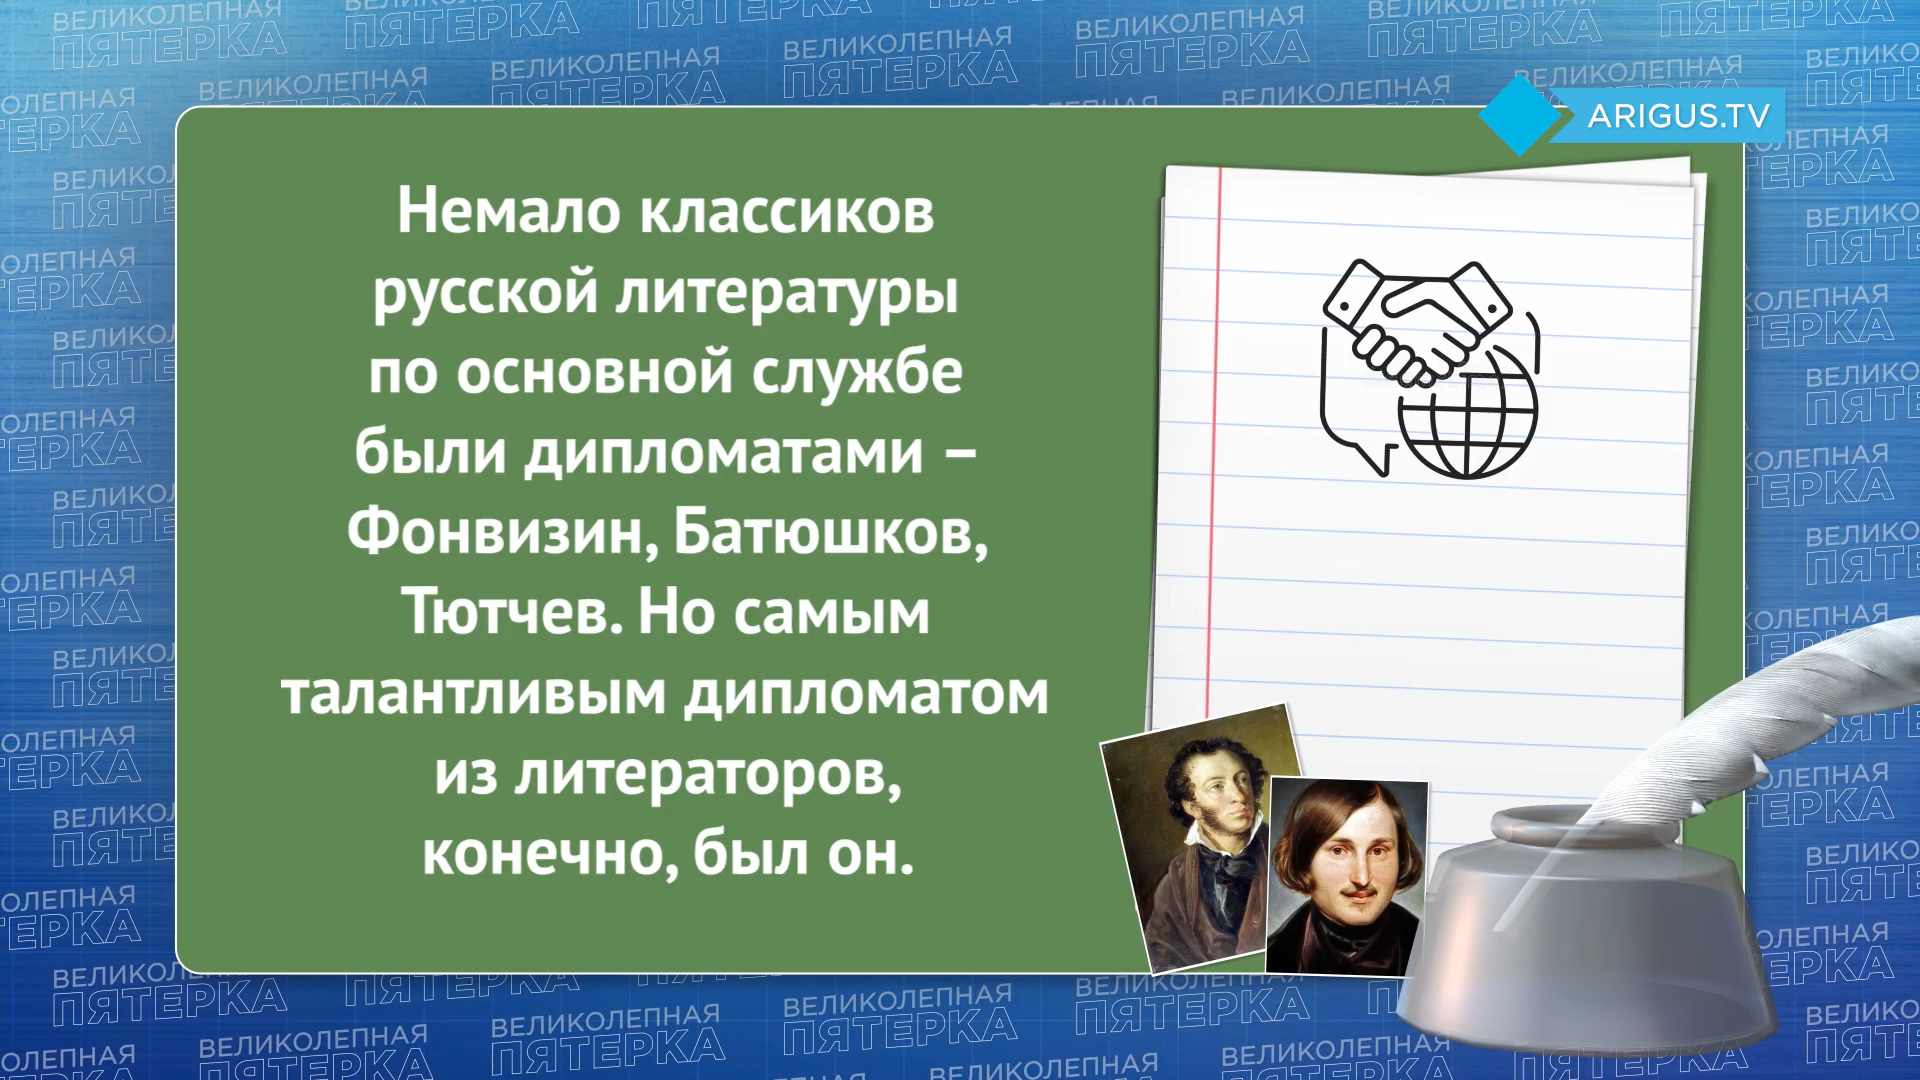 ARIGUS.TV
Немало классиков
русской литературы
по основной службе
были дипломатами –
Фонвизин, Батюшков,
Тютчев. Но самым
талантливым дипломатом
из литераторов,
конечно, был он.
ВЕЛИКОЛЕПНАЯ
ПЯТЕРКА